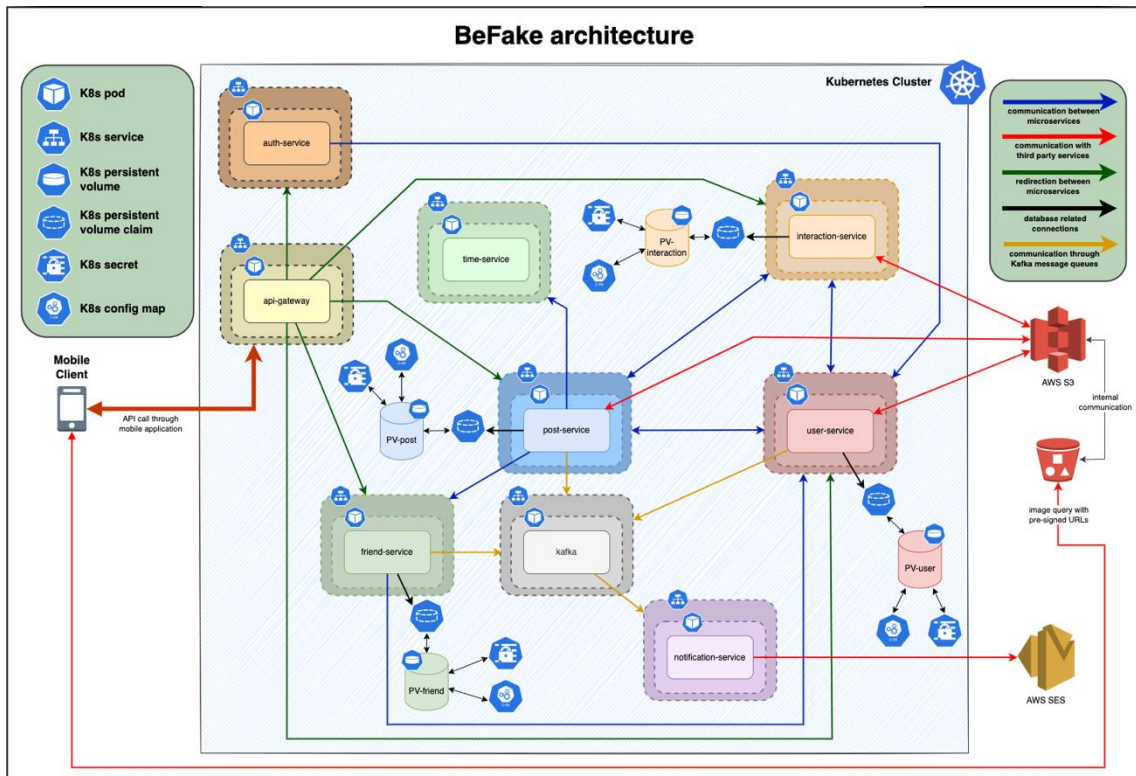 BeFake architecture
K8s pod
K8s service
K8s persistent
volume
K8s persistent
volume claim
K8s secret
K8s config map
Kubernetes Cluster
communication between
microservices
communication with
third party services
redirection between
microservices
database related
connections
communication through
Kafka message queues
auth-service
time-service
PV-
interaction
interaction-service
api-gateway
Mobile
Client
API call through
mobile application
AWS S3
internal
communication
PV-post
post-service
user-service
image query with
pre-signed URLs
friend-service
kafka
PV-user
notification-service
PV-friend
AWS SES